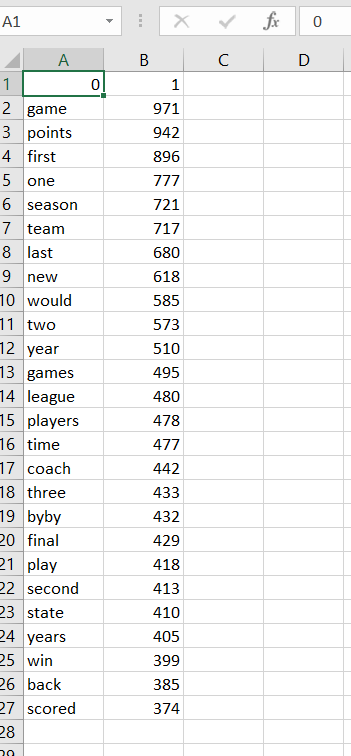 A1 fx 0
A B C D
1 0 1
2 game 971
3 points 942
4 first 896
5 one 777
6 season 721
7 team 717
8 last 680
9 new 618
10 would 585
11 two 573
12 year 510
13 games 495
14 league 480
15 players 478
16 time 477
17 coach 442
18 three 433
19 byby 432
20 final 429
21 play 418
22 second 413
23 state 410
24 years 405
25 win 399
26 back 385
27 scored 374
28
29